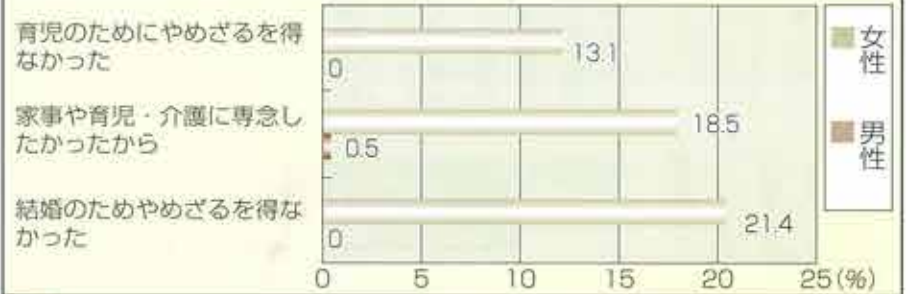 育児のためにやめざるを得
なかった
13.1
0
家事や育児・介護に専念し
たかったから
18.5
0.5
結婚のためやめざるを得な
かった
21.4
0
0 5 10 15 20 25(%)
女性
男性